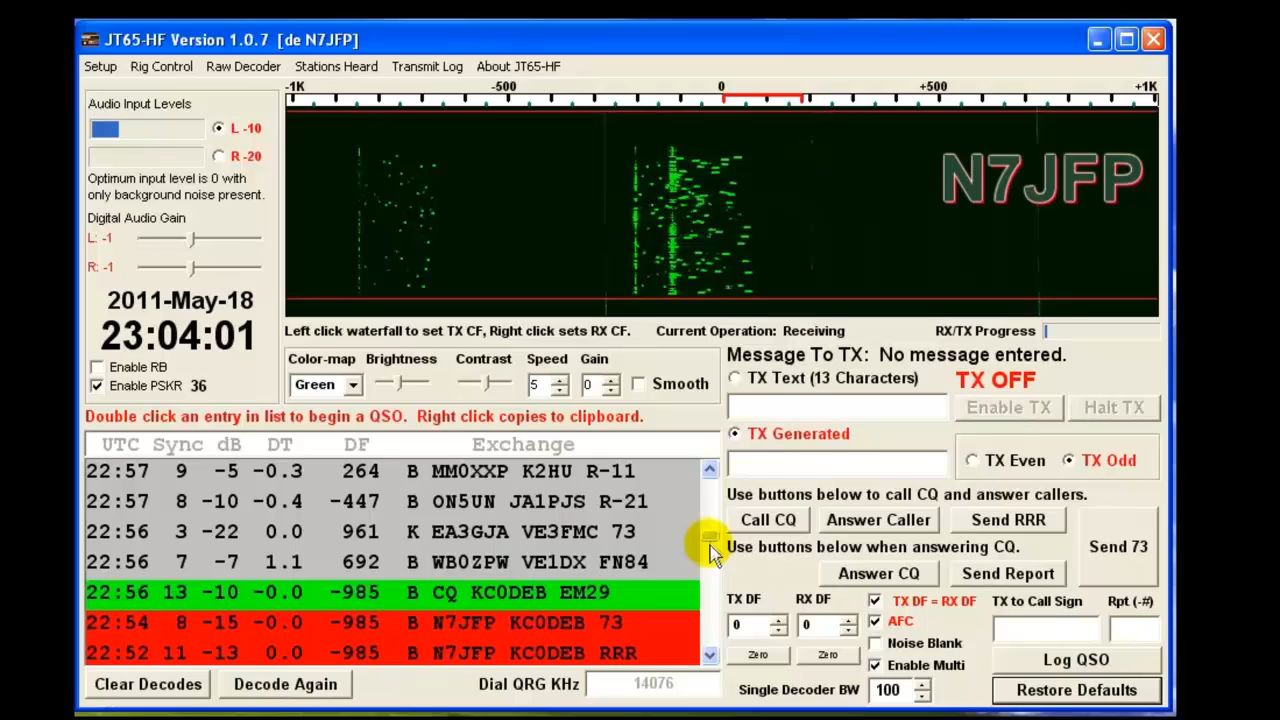 JT65-HF Version 1.0.7 [de N7JFP]
Setup Rig Control Raw Decoder Stations Heard Transmit Log About JT65-HF
-1K -500 0 +500 +1K
Audio Input Levels
L -10
R -20
Optimum input level is 0 with
only background noise present.
Digital Audio Gain
L: -1
R: -1
2011-May-18
23:04:01
Enable RB
Enable PSKR 36
N7JFP
Left click waterfall to set TX CF, Right click sets RX CF. Current Operation: Receiving RX/TX Progress
Color-map Brightness Contrast Speed Gain
Green 5 0 Smooth
Double click an entry in list to begin a QSO. Right click copies to clipboard.
UTC Sync dB DT DF Exchange
22:57 9 -5 -0.3 264 B MM0XXP K2HU R-11
22:57 8 -10 -0.4 -447 B ON5UN JA1PJS R-21
22:56 3 -22 0.0 961 K EA3GJA VE3FMC 73
22:56 7 -7 1.1 692 B WB0ZPW VE1DX FN84
22:56 13 -10 -0.0 -985 B CQ KC0DEB EM29
22:54 8 -15 -0.0 -985 B N7JFP KC0DEB 73
22:52 11 -13 0.0 -985 B N7JFP KC0DEB RRR
Clear Decodes Decode Again Dial QRG KHz 14076
Message To TX: No message entered.
TX Text (13 Characters) TX OFF
Enable TX Halt TX
TX Generated
TX Even TX Odd
Use buttons below to call CQ and answer callers.
Call CQ Answer Caller Send RRR
Use buttons below when answering CQ.
Send 73
Answer CQ Send Report
TX DF RX DF TX DF = RX DF TX to Call Sign Rpt (-#)
0 0 AFC
Noise Blank
Zero Zero Enable Multi Log QSO
Single Decoder BW 100 Restore Defaults